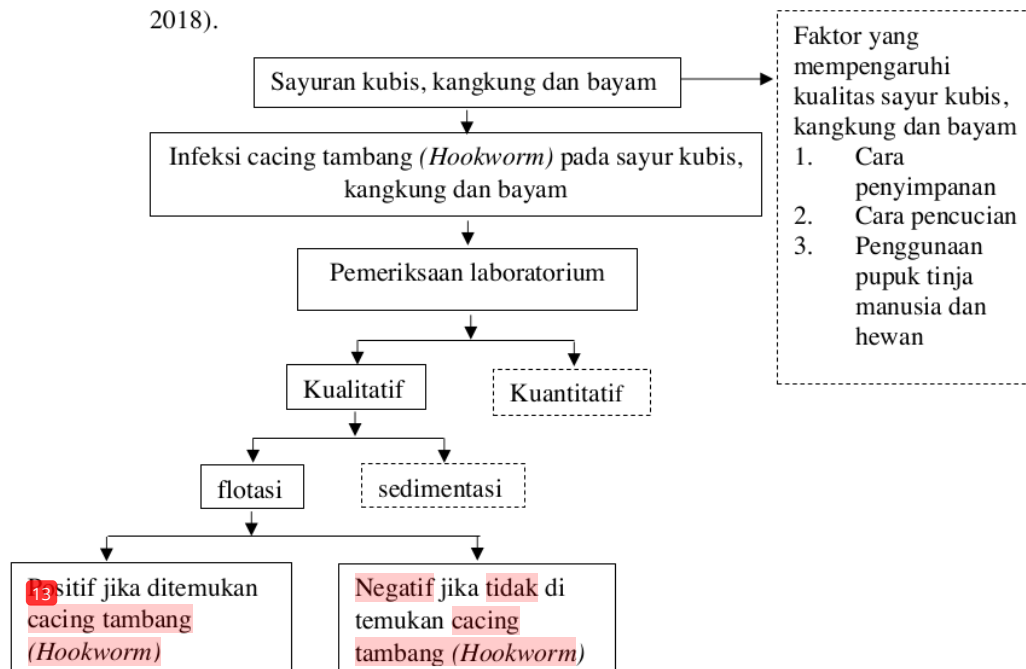 2018).
Sayuran kubis, kangkung dan bayam
Faktor yang
mempengaruhi
kualitas sayur kubis,
kangkung dan bayam
1. Cara
penyimpanan
2. Cara pencucian
3. Penggunaan
pupuk tinja
manusia dan
hewan
Infeksi cacing tambang (Hookworm) pada sayur kubis,
kangkung dan bayam
Pemeriksaan laboratorium
Kualitatif
Kuantitatif
flotasi
sedimentasi
13
Positif jika ditemukan
cacing tambang
(Hookworm)
Negatif jika tidak di
temukan cacing
tambang (Hookworm)